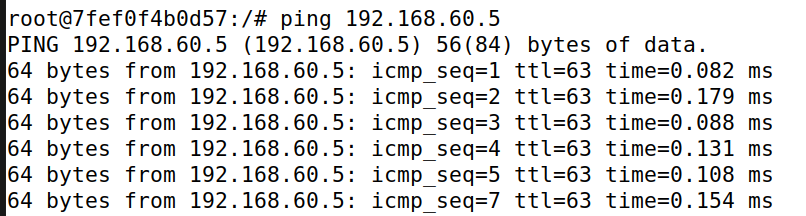 root@7fef0f4b0d57:/# ping 192.168.60.5
PING 192.168.60.5 (192.168.60.5) 56(84) bytes of data.
64 bytes from 192.168.60.5: icmp_seq=1 ttl=63 time=0.082 ms
64 bytes from 192.168.60.5: icmp_seq=2 ttl=63 time=0.179 ms
64 bytes from 192.168.60.5: icmp_seq=3 ttl=63 time=0.088 ms
64 bytes from 192.168.60.5: icmp_seq=4 ttl=63 time=0.131 ms
64 bytes from 192.168.60.5: icmp_seq=5 ttl=63 time=0.108 ms
64 bytes from 192.168.60.5: icmp_seq=7 ttl=63 time=0.154 ms